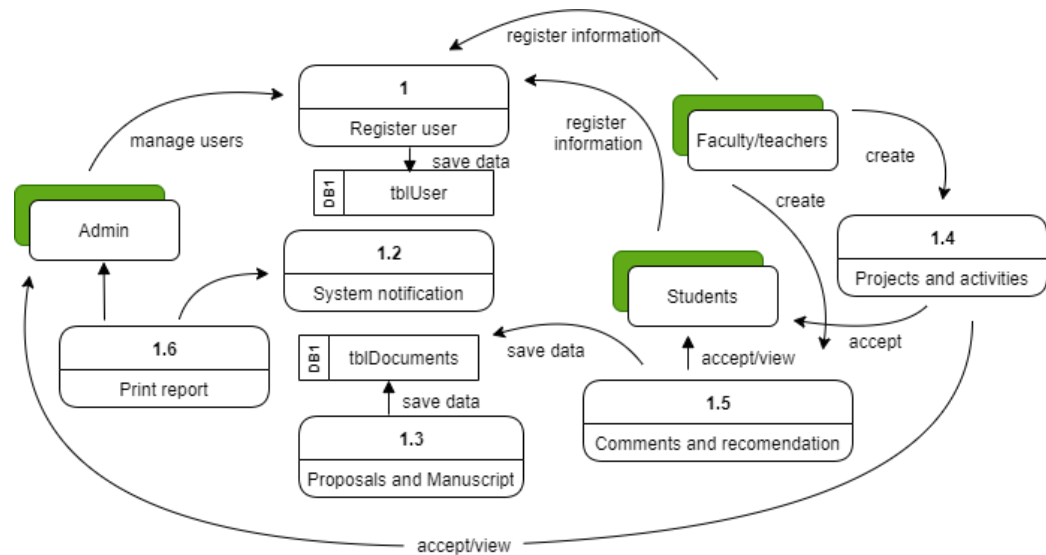 register information
1
Register user
manage users
register
information
Faculty/teachers
save data
create
DB1
tblUser
create
Admin
1.2
System notification
1.4
Projects and activities
Students
1.6
Print report
DB1
tblDocuments
save data
accept/view
accept
save data
1.5
Comments and recomendation
1.3
Proposals and Manuscript
accept/view